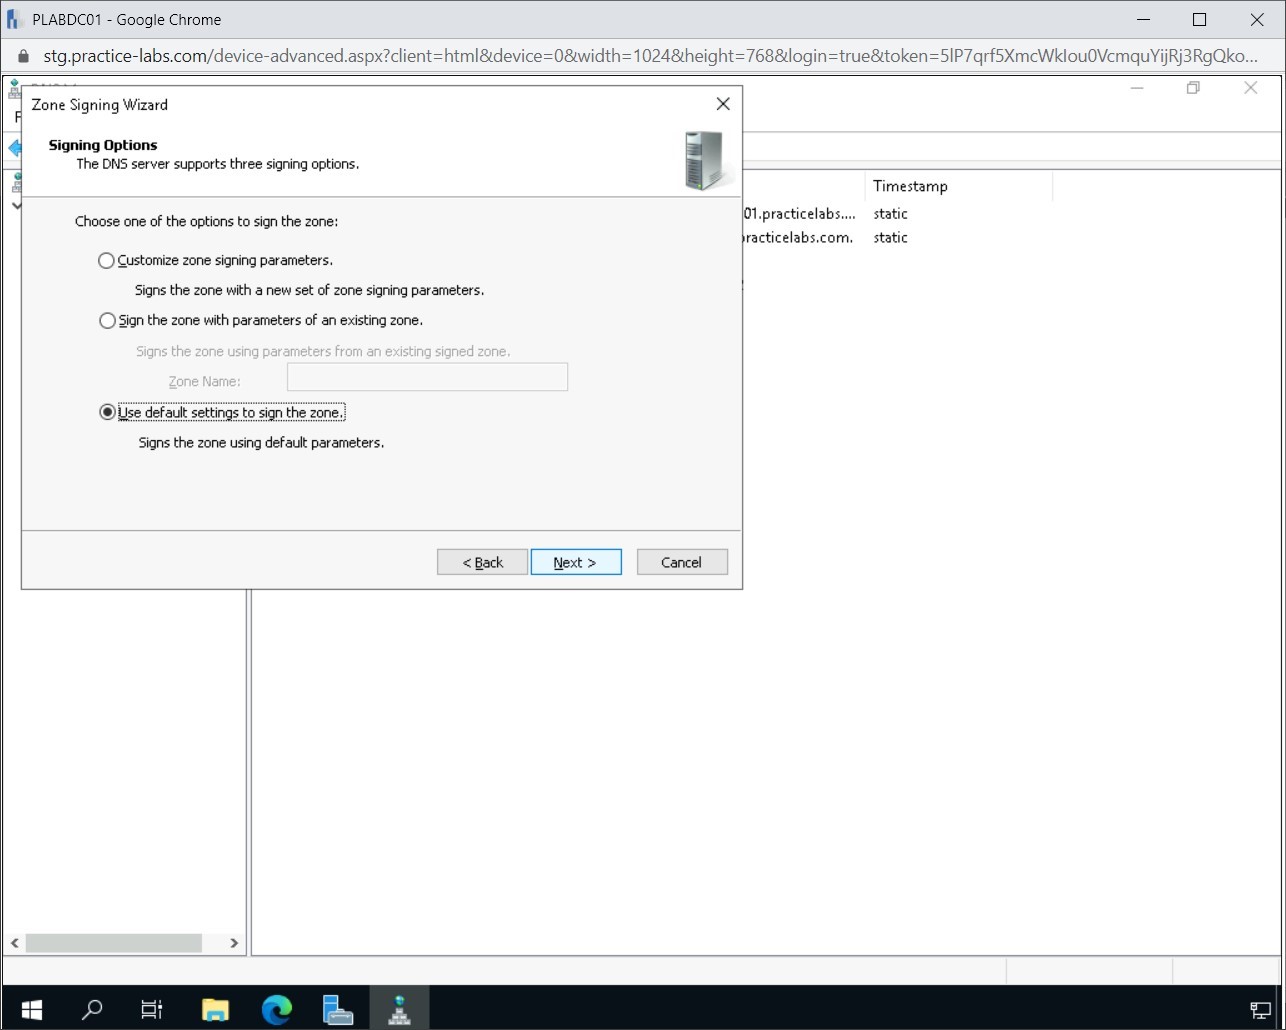 PLABDC01 - Google Chrome
stg.practice-labs.com/device-advanced.aspx?client=html&device=0&width=1024&height=768&login=true&token=5lP7qrf5XmcWkIou0VcmquYijRj3RgQko...
Zone Signing Wizard
F
Signing Options
The DNS server supports three signing options.
Timestamp
Choose one of the options to sign the zone:
01.practicelabs.... static
practicelabs.com. static
Customize zone signing parameters.
Signs the zone with a new set of zone signing parameters.
Sign the zone with parameters of an existing zone.
Signs the zone using parameters from an existing signed zone.
Zone Name:
Use default settings to sign the zone.
Signs the zone using default parameters.
< Back Next > Cancel